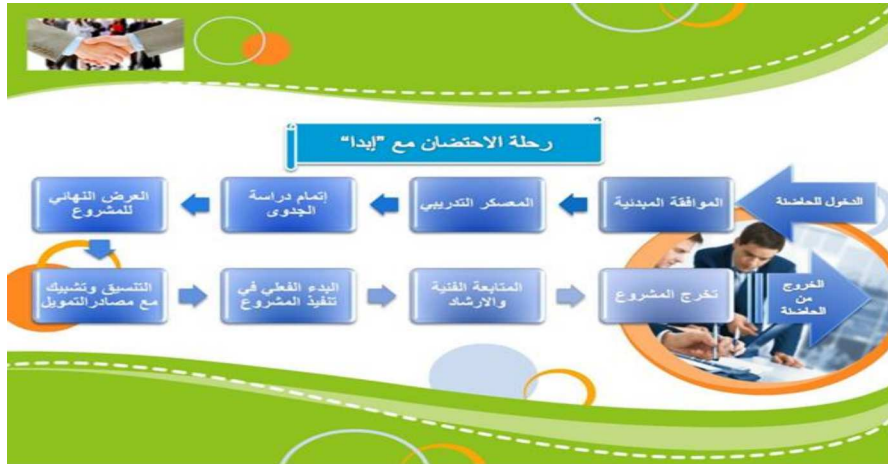 رحلة الاحتضان مع "إبدا"
الدخول للحاضنة
الموافقة المبدئية
المعسكر التدريبي
إتمام دراسة
الجدوى
العرض النهائي
للمشروع
التنسيق وتشبيك
مع مصادر التمويل
البدء الفعلي في
تنفيذ المشروع
المتابعة الفنية
والارشاد
تخرج المشروع
الخروج
من
الحاضنة